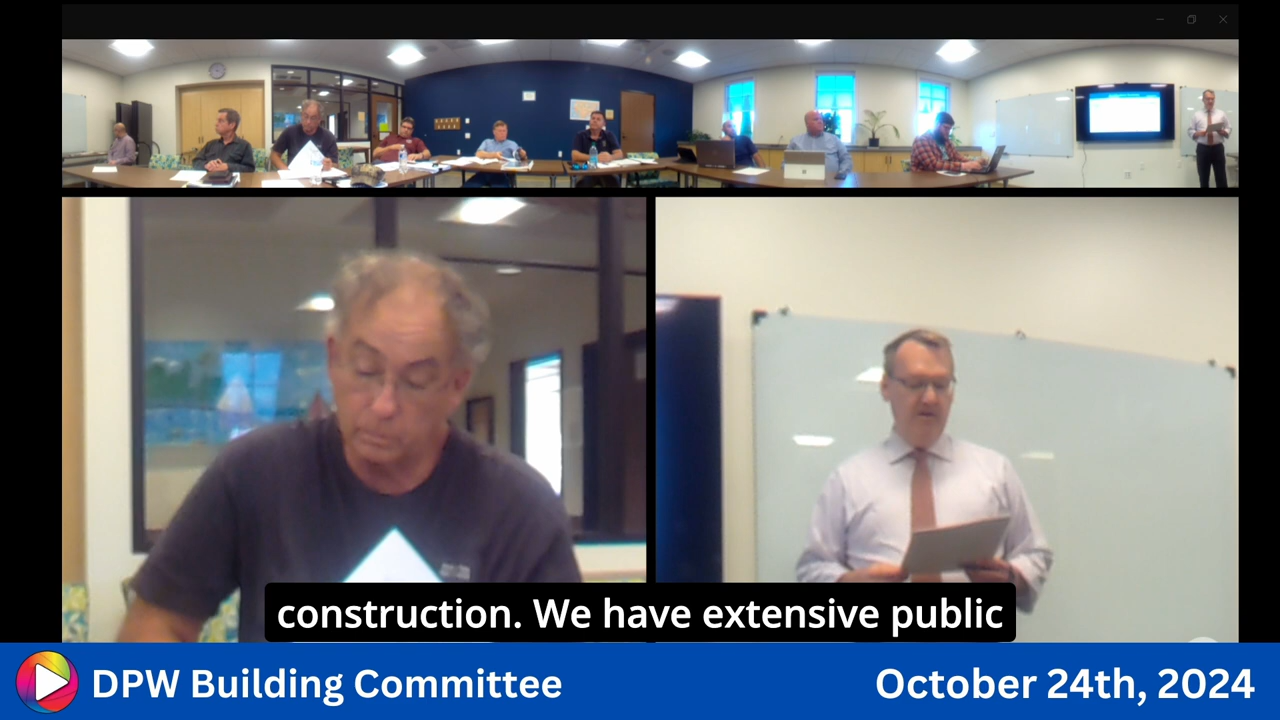 construction. We have extensive public
DPW Building Committee
October 24th, 2024